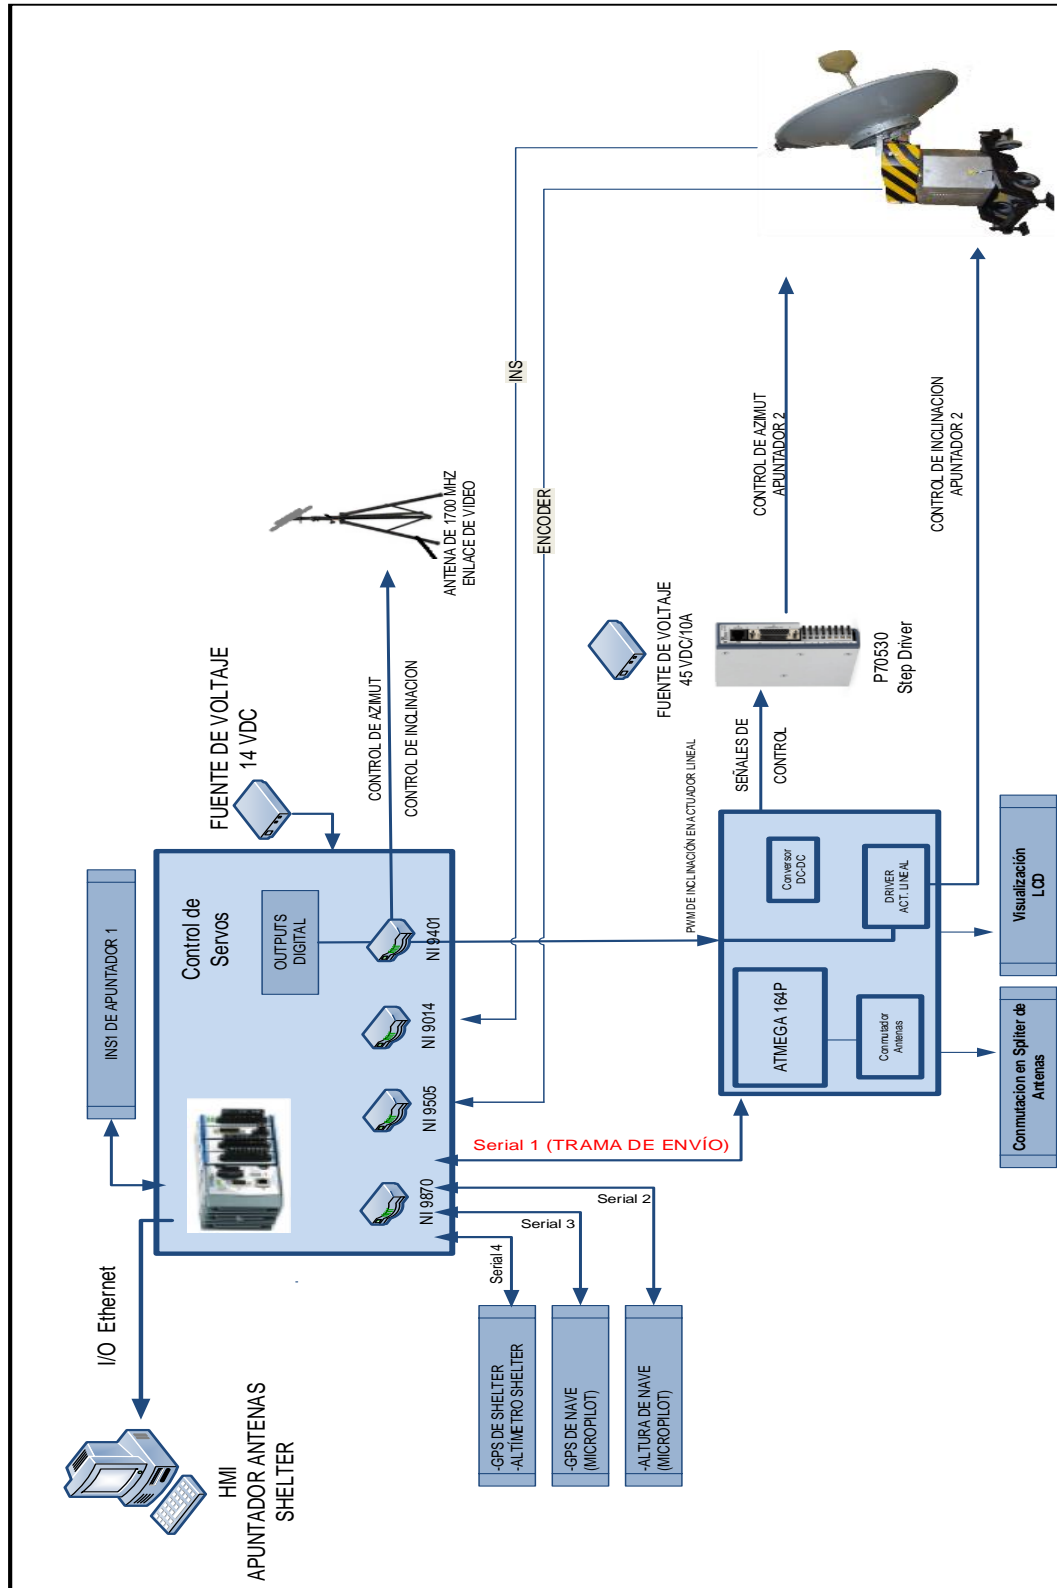 I/O Ethernet
HMI
APUNTADOR ANTENAS
SHELTER
INS1 DE APUNTADOR 1
Control de
Servos
OUTPUTS
DIGITAL
NI 9401
NI 9014
NI 9505
NI 9870
FUENTE DE VOLTAJE
14 VDC
CONTROL DE AZIMUT
CONTROL DE INCLINACION
ANTENA DE 1700 MHZ
ENLACE DE VIDEO
INS
ENCODER
Serial 1 (TRAMA DE ENVÍO)
Serial 2
Serial 3
Serial 4
-GPS DE SHELTER
-ALTÍMETRO SHELTER
-GPS DE NAVE
(MICROPILOT)
-ALTURA DE NAVE
(MICROPILOT)
PWM DE INCLINACIÓN EN ACTUADOR LINEAL
FUENTE DE VOLTAJE
45 VDC/10A
SEÑALES DE
CONTROL
P70530
Step Driver
CONTROL DE AZIMUT
APUNTADOR 2
CONTROL DE INCLINACION
APUNTADOR 2
ATMEGA 164P
Conversor
DC-DC
Conmutador
Antenas
DRIVER
ACT. LINEAL
Visualización
LCD
Conmutacion en Spliter de
Antenas